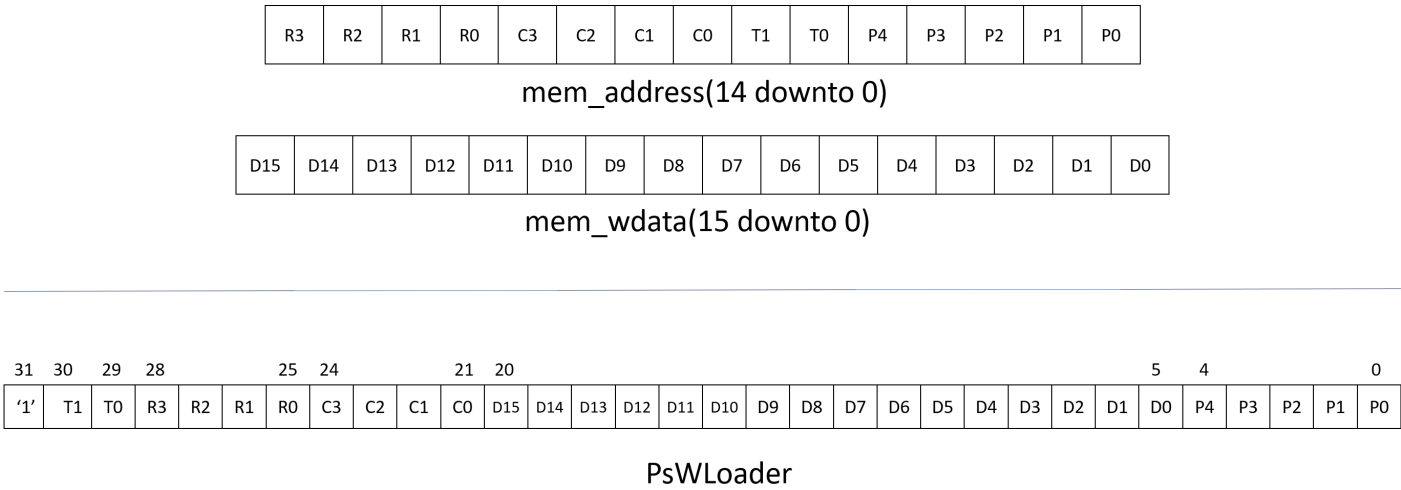 R3 R2 R1 R0 C3 C2 C1 C0 T1 T0 P4 P3 P2 P1 P0
mem_address(14 downto 0)
D15 D14 D13 D12 D11 D10 D9 D8 D7 D6 D5 D4 D3 D2 D1 D0
mem_wdata(15 downto 0)
31 30 29 28 25 24 21 20 5 4 0
‘1’ T1 T0 R3 R2 R1 R0 C3 C2 C1 C0 D15 D14 D13 D12 D11 D10 D9 D8 D7 D6 D5 D4 D3 D2 D1 D0 P4 P3 P2 P1 P0
PsWLoader